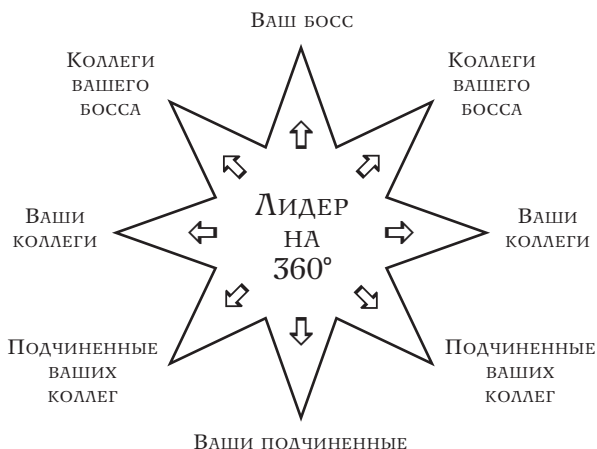 Ваш босс
Коллеги
вашего
босса
Коллеги
вашего
босса
Лидер
на
360°
Ваши
коллеги
Ваши
коллеги
Подчиненные
ваших
коллег
Подчиненные
ваших
коллег
Ваши подчиненные